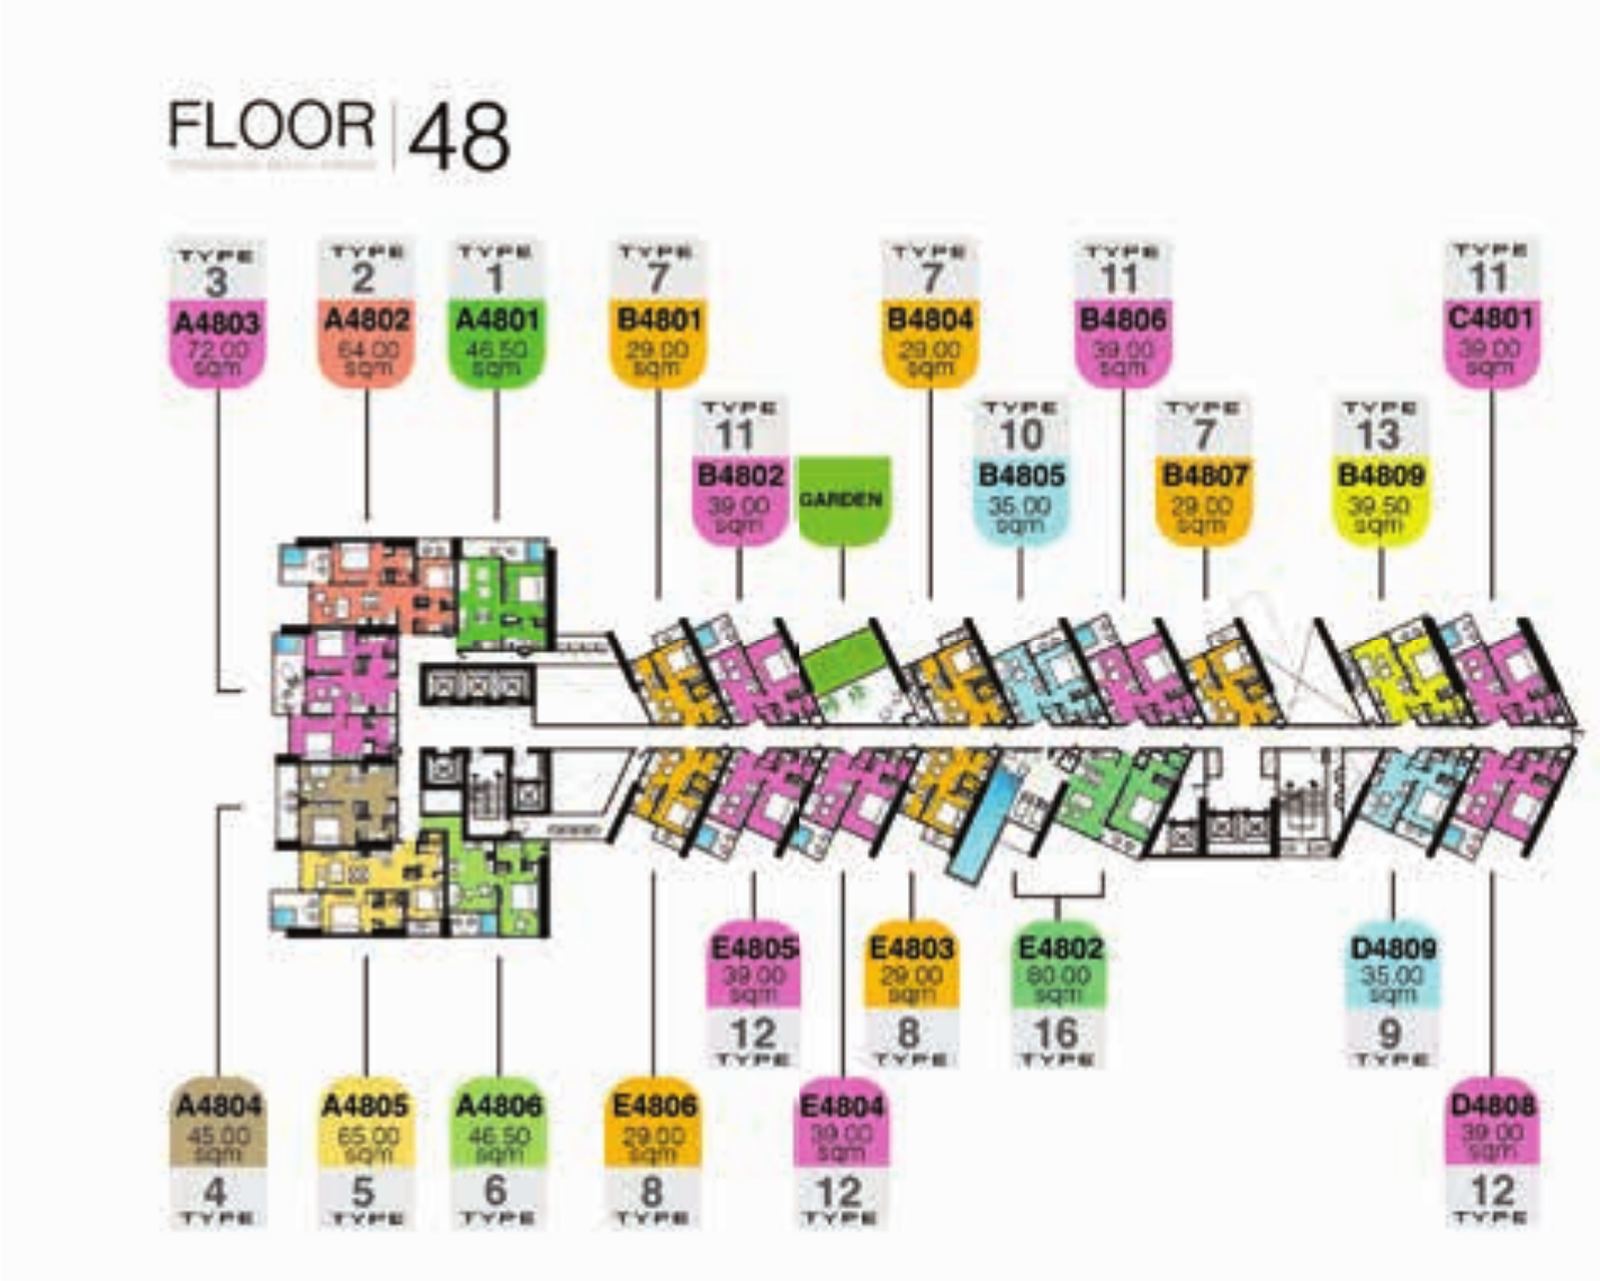 FLOOR 48
TYPE
3
A4803
72.00
sqm
TYPE
2
A4802
64.00
sqm
TYPE
1
A4801
46.50
sqm
TYPE
7
B4801
29.00
sqm
TYPE
7
B4804
29.00
sqm
TYPE
11
B4806
39.00
sqm
TYPE
11
C4801
39.00
sqm
TYPE
11
B4802
39.00
sqm
GARDEN
TYPE
10
B4805
35.00
sqm
TYPE
7
B4807
29.00
sqm
TYPE
13
B4809
39.50
sqm
E4805
39.00
sqm
12
TYPE
E4803
29.00
sqm
8
TYPE
E4802
80.00
sqm
16
TYPE
D4809
35.00
sqm
9
TYPE
A4804
45.00
sqm
4
TYPE
A4805
65.00
sqm
5
TYPE
A4806
46.50
sqm
6
TYPE
E4806
29.00
sqm
8
TYPE
E4804
39.00
sqm
12
TYPE
D4808
39.00
sqm
12
TYPE